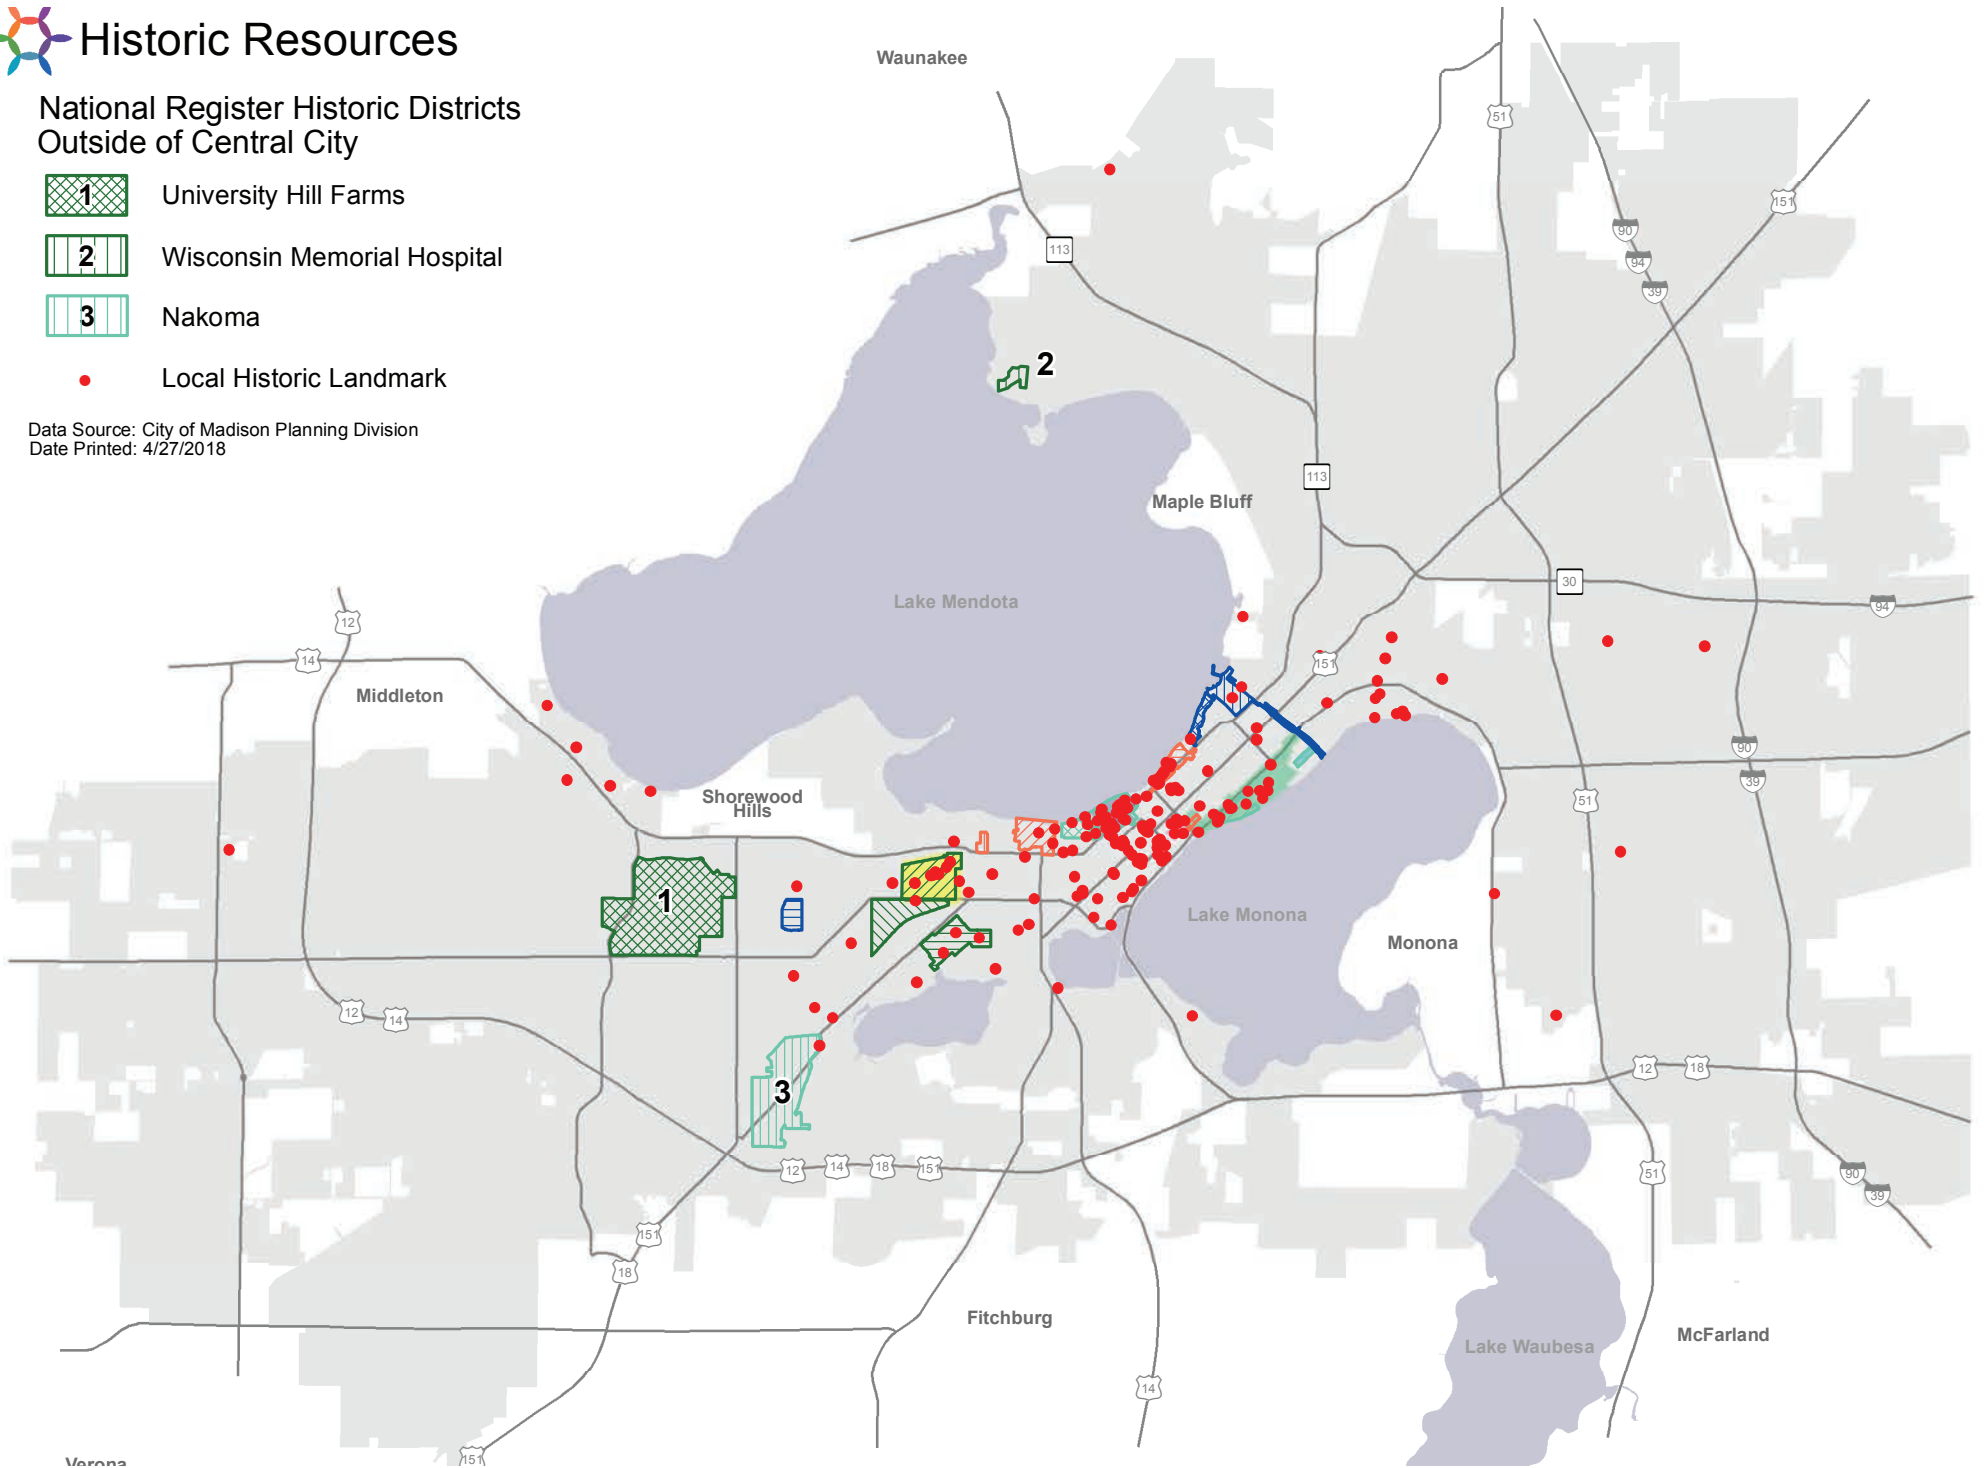 Historic Resources
National Register Historic Districts
Outside of Central City
1 University Hill Farms
2 Wisconsin Memorial Hospital
3 Nakoma
Local Historic Landmark
Data Source: City of Madison Planning Division
Date Printed: 4/27/2018
Waunakee
51
151
90
113
94
39
2
113
Maple Bluff
30
Lake Mendota
94
12
14
151
Middleton
90
39
Shorewood
Hills
51
1
Lake Monona
Monona
12
14
12
18
3
12
14
18
151
51
90
39
151
18
Fitchburg
McFarland
Lake Waubesa
14
151
Verona